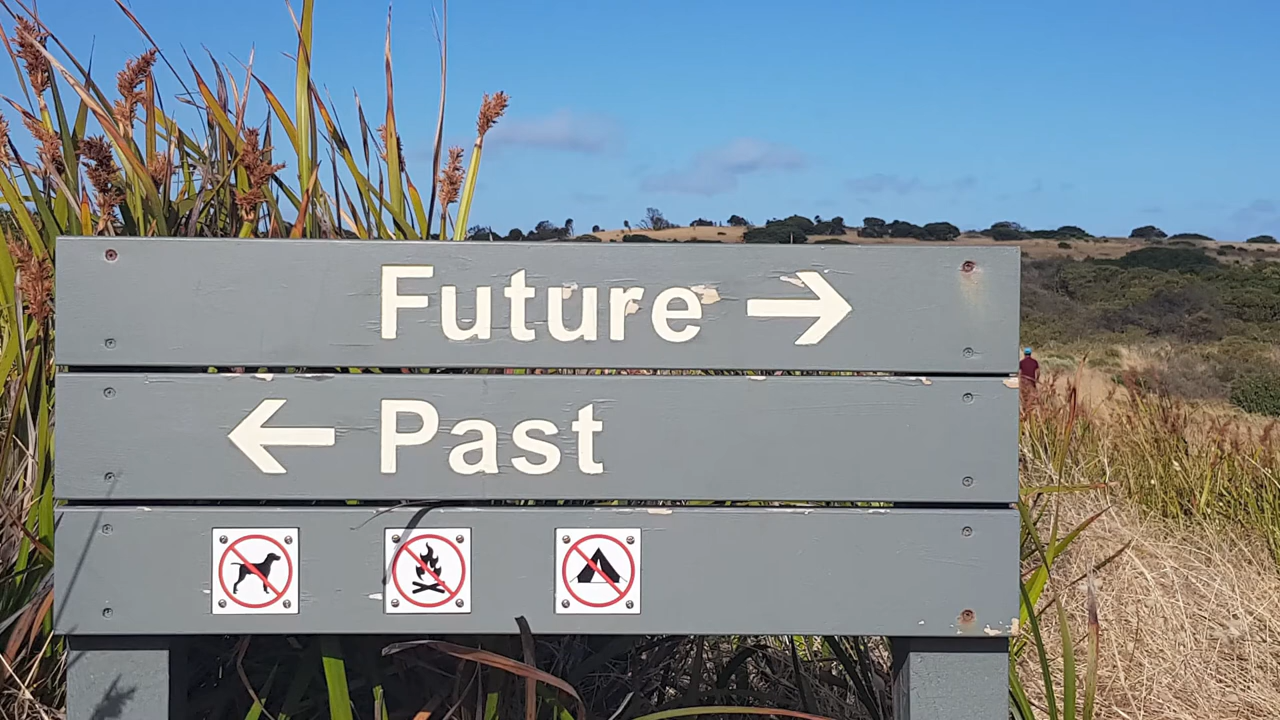 Future →
← Past